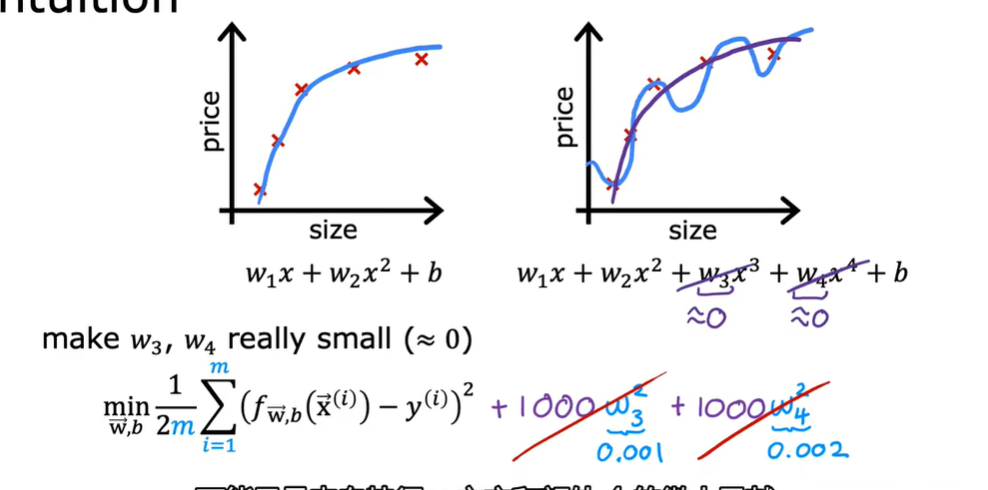 ntuition
price
size
w₁x + w₂x² + b
price
size
w₁x + w₂x² + w₃x³ + w₄x⁴ + b
≈0 ≈0
make w₃, w₄ really small (≈ 0)
min w⃗,b 1/2m ∑ i=1 m (f w⃗,b (x⃗⁽ⁱ⁾) − y⁽ⁱ⁾)² + 1000 w₃² + 1000 w₄²
0.001 0.002